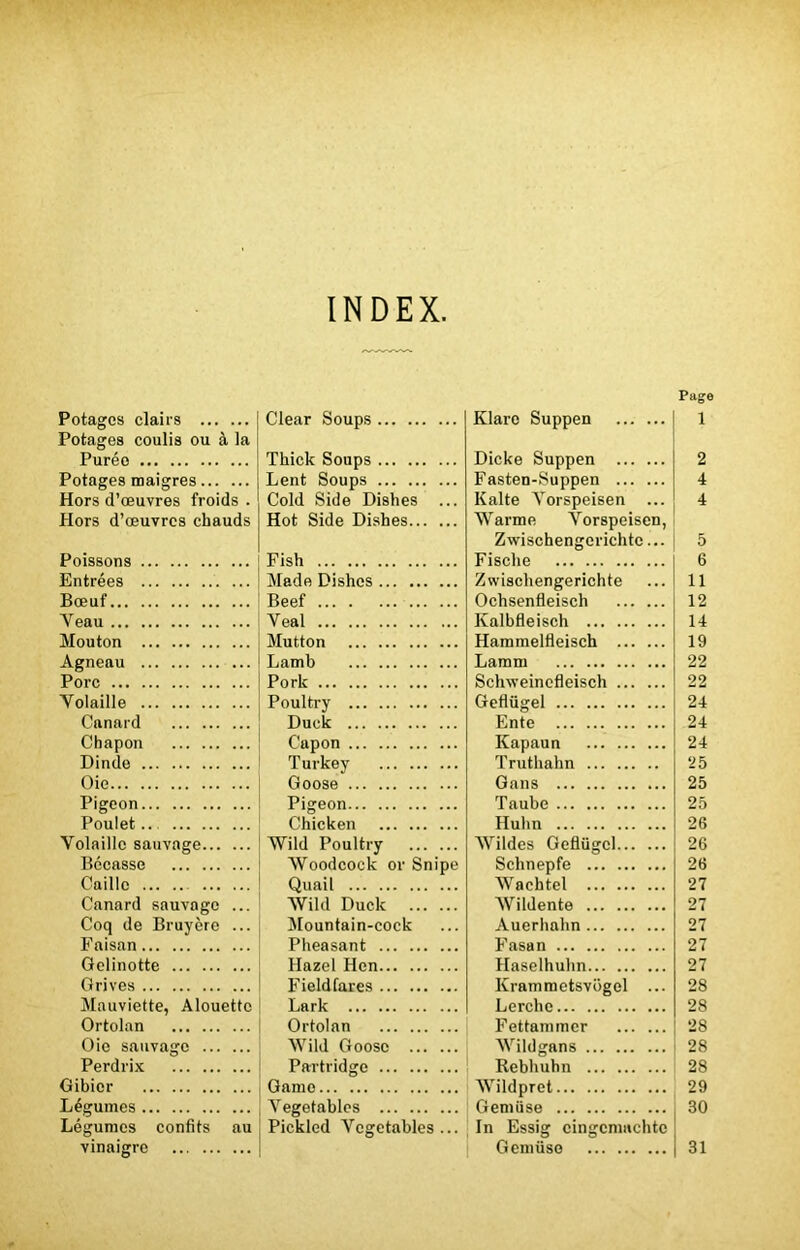 INDEX.
Page
Potages clairs ... ... Clear Soups ... ... ... Klare Suppen ... ... 1
Potages coulis ou à la
Purée ... ... ... ... Thick Soups ... ... ... Dicke Suppen ... ... 2
Potages maigres ... ... Lent Soups ... ... ... Fasten-Suppen ... ... 4
Hors d'œuvres froids . Cold Side Dishes ... Kalte Vorspeisen ... 4
Hors d'œuvres chauds Hot Side Dishes... ... Warme Vorspeisen,
Zwischengerichte ... 5
Poissons ... ... ... ... Fish ... ... ... ... ... Fische ... ... ... ... 6
Entrées ... ... ... ... Made Dishes ... ... ... Zwischengerichte ... 11
Bœuf... ... ... ... ... Beef ... . ... ... ... Ochsenfleisch ... ... 12
Veau ... ... ... ... ... Veal ... ... ... ... ... Kalbfleisch ... ... ... 14
Mouton ... ... ... ... Mutton ... ... ... ... Hammelfleisch ... ... 19
Agneau ... ... ... ... Lamb ... ... ... ... Lamm ... ... ... ... 22
Porc ... ... ... ... ... Pork ... ... ... ... ... Schweinefleisch ... ... 22
Volaille ... ... ... ... Poultry ... ... ... ... Geflügel ... ... ... ... 24
Canard ... ... ... Duck ... ... ... ... Ente ... ... ... ... 24
Chapon ... ... ... Capon ... ... ... ... Kapaun ... ... ... 24
Dinde ... ... ... ... Turkey ... ... ... Truthahn ... ... .. 25
Oie... ... ... ... ... Goose ... ... ... ... Gans ... ... ... ... 25
Pigeon... ... ... ... Pigeon... ... ... ... Taube ... ... ... ... 25
Poulet .. ... ... ... Chicken ... ... ... Huhn ... ... ... ... 26
Volaille sauvage... ... Wild Poultry ... ... Wildes Geflügel... ... 26
Bécasse ... ... ... Woodcock or Snipe Schnepfe ... ... ... 26
Caille ... .. ... ... Quail ... ... ... ... Wachtel ... ... ... 27
Canard sauvage ... Wild Duck ... ... Wildente ... ... ... 27
Coq de Bruyère ... Mountain-cock ... Auerhahn ... ... ... 27
Faisan ... ... ... ... Pheasant ... ... ... Fasan ... ... ... ... 27
Gelinotte ... ... ... Hazel Hen... ... ... Haselhuhn... ... ... 27
Grives ... ... ... ... Fieldfares ... ... ... Krammetsvögel ... 28
Mauviette, Alouette Lark ... ... ... ... Lerche... ... ... ... 28
Ortolan ... ... ... Ortolan ... ... ... Fettammer ... ... 28
Oie sauvage ... ... Wild Goose ... ... Wildgans ... ... ... 28
Perdrix ... ... ... Partridge ... ... ... Rebhuhn ... ... ... 28
Gibier ... ... ... ... Game ... ... ... ... ... Wildpret... ... ... ... 29
Légumes ... ... ... ... Vegetables ... ... ... Gemüse ... ... ... ... 30
Légumes confits au Pickled Vegetables ... In Essig eingemachte
vinaigre ... ... ... Gemüse ... ... ... 31